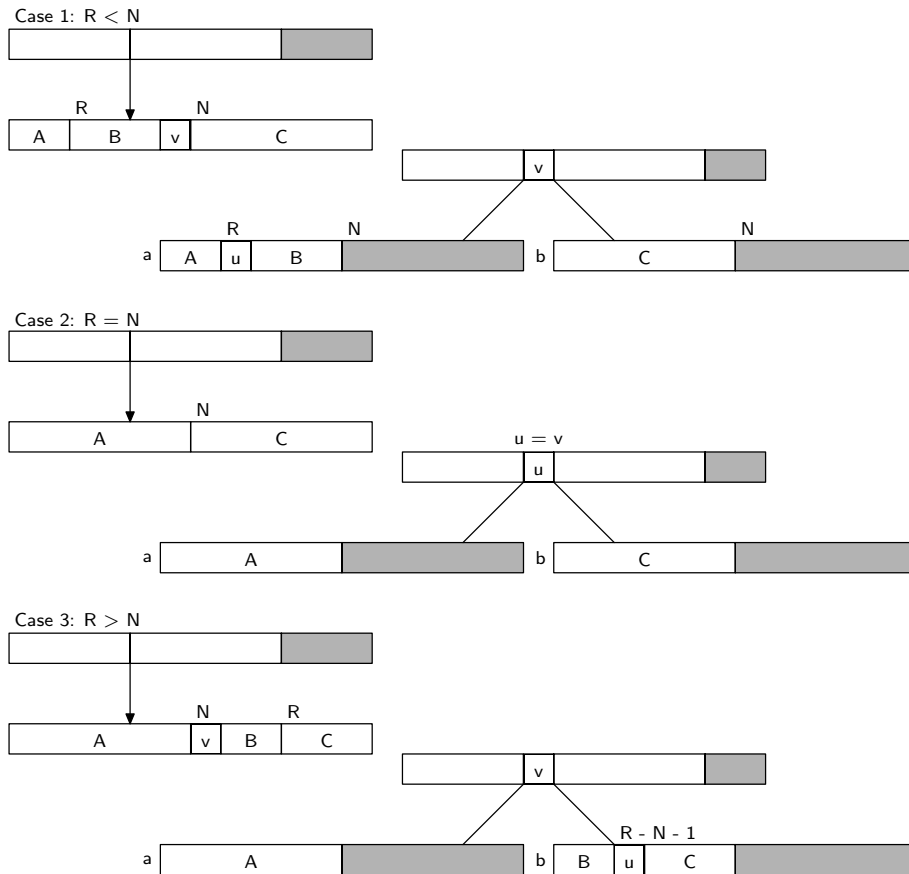 Case 1: R < N
R N
A B v C
v
R N N
a A u B b C
Case 2: R = N
N
A C
u = v
u
a A b C
Case 3: R > N
N R
A v B C
v
R - N - 1
a A b B u C